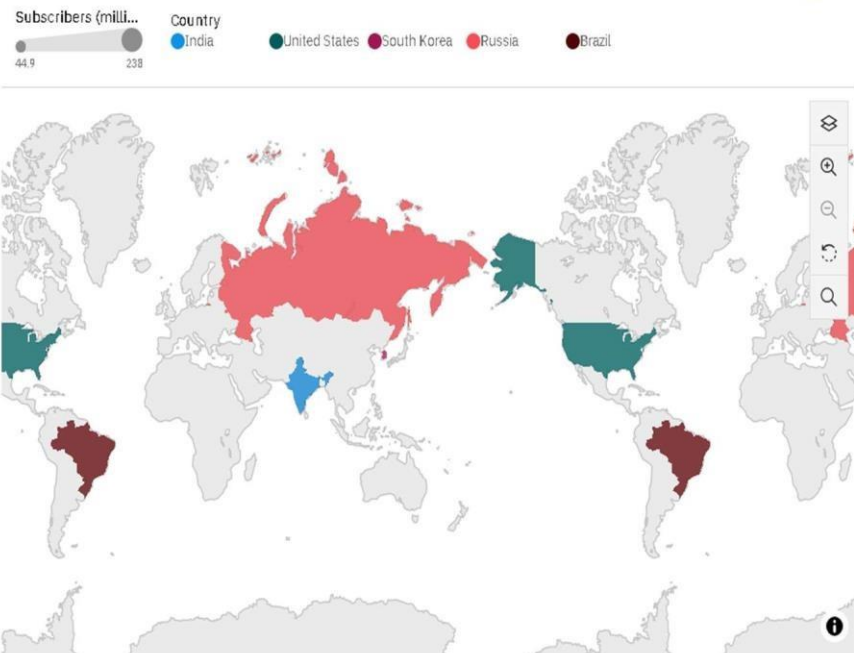 Subscribers (milli...
44.9 238
Country
India United States South Korea Russia Brazil